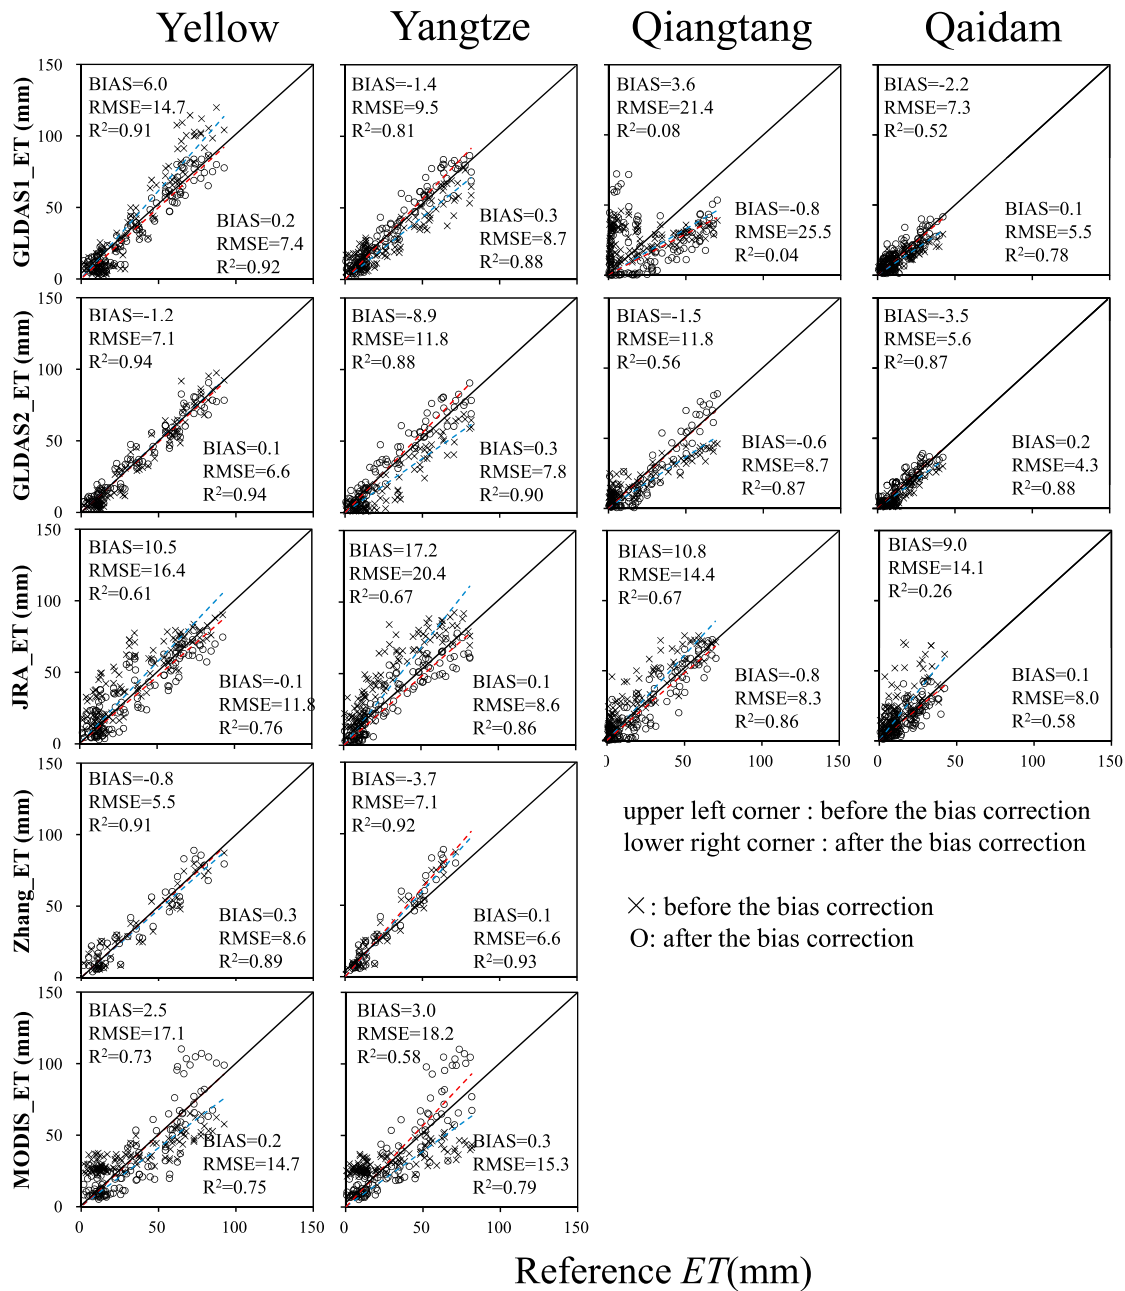 Yellow Yangtze Qiangtang Qaidam
GLDAS1_ET (mm)
150
100
50
0
BIAS=6.0
RMSE=14.7
R²=0.91
BIAS=0.2
RMSE=7.4
R²=0.92
BIAS=-1.4
RMSE=9.5
R²=0.81
BIAS=0.3
RMSE=8.7
R²=0.88
BIAS=3.6
RMSE=21.4
R²=0.08
BIAS=-0.8
RMSE=25.5
R²=0.04
BIAS=-2.2
RMSE=7.3
R²=0.52
BIAS=0.1
RMSE=5.5
R²=0.78
GLDAS2_ET (mm)
150
100
50
0
BIAS=-1.2
RMSE=7.1
R²=0.94
BIAS=0.1
RMSE=6.6
R²=0.94
BIAS=-8.9
RMSE=11.8
R²=0.88
BIAS=0.3
RMSE=7.8
R²=0.90
BIAS=-1.5
RMSE=11.8
R²=0.56
BIAS=-0.6
RMSE=8.7
R²=0.87
BIAS=-3.5
RMSE=5.6
R²=0.87
BIAS=0.2
RMSE=4.3
R²=0.88
JRA_ET (mm)
150
100
50
0
BIAS=10.5
RMSE=16.4
R²=0.61
BIAS=-0.1
RMSE=11.8
R²=0.76
BIAS=17.2
RMSE=20.4
R²=0.67
BIAS=0.1
RMSE=8.6
R²=0.86
BIAS=10.8
RMSE=14.4
R²=0.67
BIAS=-0.8
RMSE=8.3
R²=0.86
0 50 100 150
BIAS=9.0
RMSE=14.1
R²=0.26
BIAS=0.1
RMSE=8.0
R²=0.58
0 50 100 150
Zhang_ET (mm)
150
100
50
0
BIAS=-0.8
RMSE=5.5
R²=0.91
BIAS=0.3
RMSE=8.6
R²=0.89
BIAS=-3.7
RMSE=7.1
R²=0.92
BIAS=0.1
RMSE=6.6
R²=0.93
upper left corner : before the bias correction
lower right corner : after the bias correction
×: before the bias correction
O: after the bias correction
MODIS_ET (mm)
150
100
50
0
BIAS=2.5
RMSE=17.1
R²=0.73
BIAS=0.2
RMSE=14.7
R²=0.75
0 50 100 150
BIAS=3.0
RMSE=18.2
R²=0.58
BIAS=0.3
RMSE=15.3
R²=0.79
0 50 100 150
Reference ET(mm)